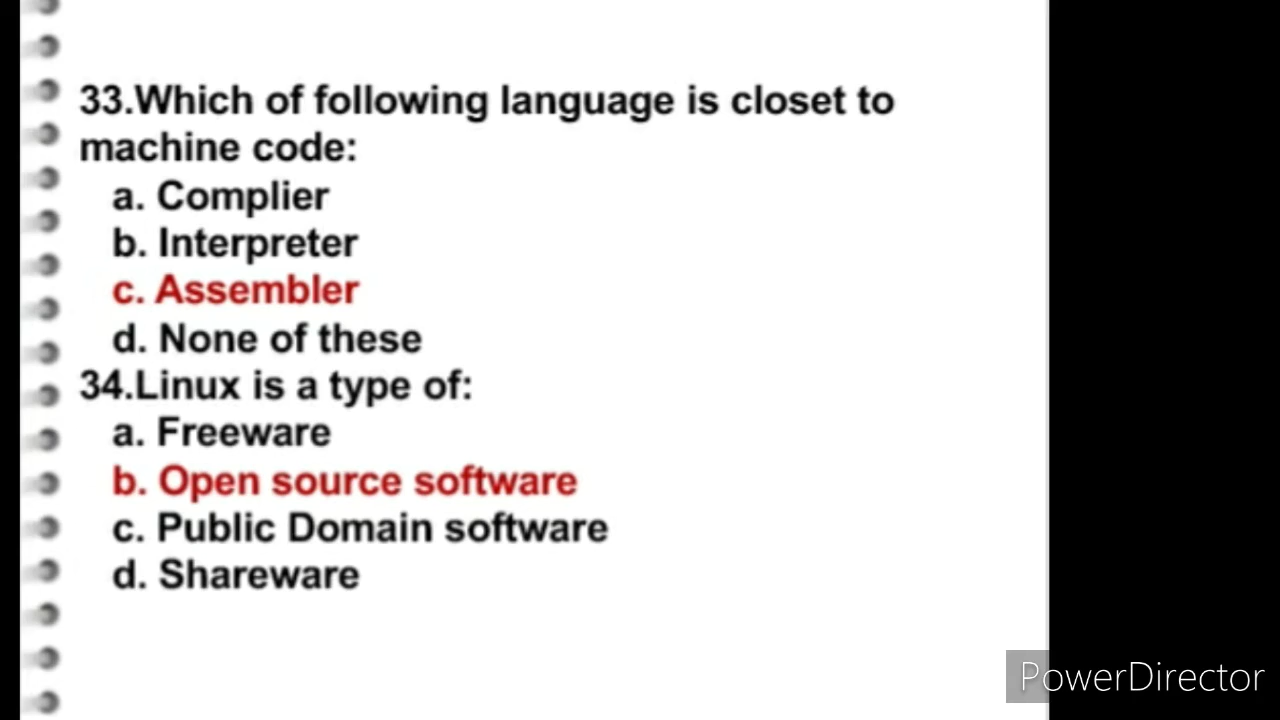 33.Which of following language is closet to
machine code:
a. Complier
b. Interpreter
c. Assembler
d. None of these
34.Linux is a type of:
a. Freeware
b. Open source software
c. Public Domain software
d. Shareware
PowerDirector